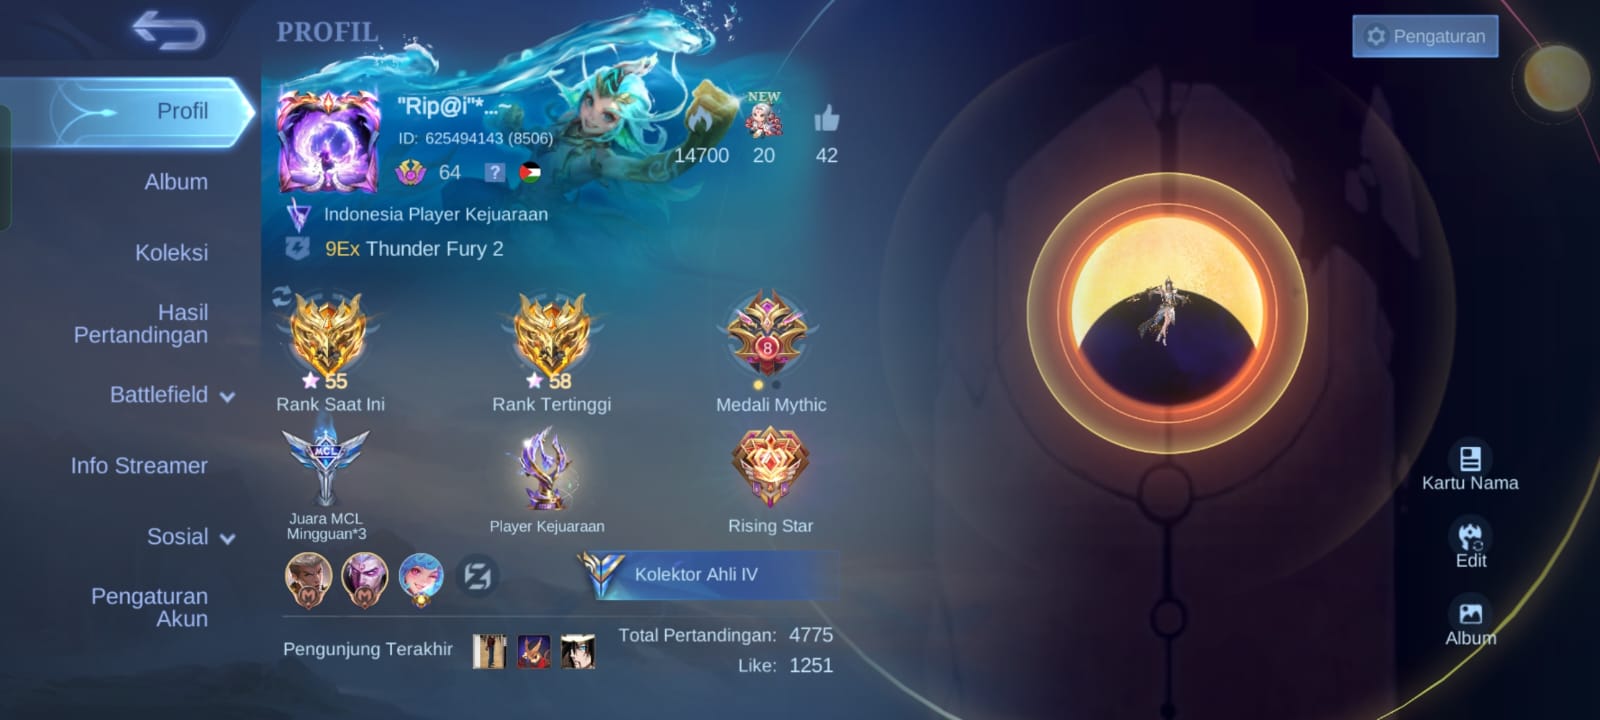 PROFIL
Pengaturan
Profil
Album
Koleksi
Hasil
Pertandingan
Battlefield
Info Streamer
Sosial
Pengaturan
Akun
"Rip@i"*...~
ID: 625494143 (8506)
64
?
NEW
14700
20
42
Indonesia Player Kejuaraan
9Ex Thunder Fury 2
55
58
8
Rank Saat Ini
Rank Tertinggi
Medali Mythic
MCL
Juara MCL
Mingguan*3
Player Kejuaraan
Rising Star
Kolektor Ahli IV
Pengunjung Terakhir
Total Pertandingan: 4775
Like: 1251
Kartu Nama
Edit
Album